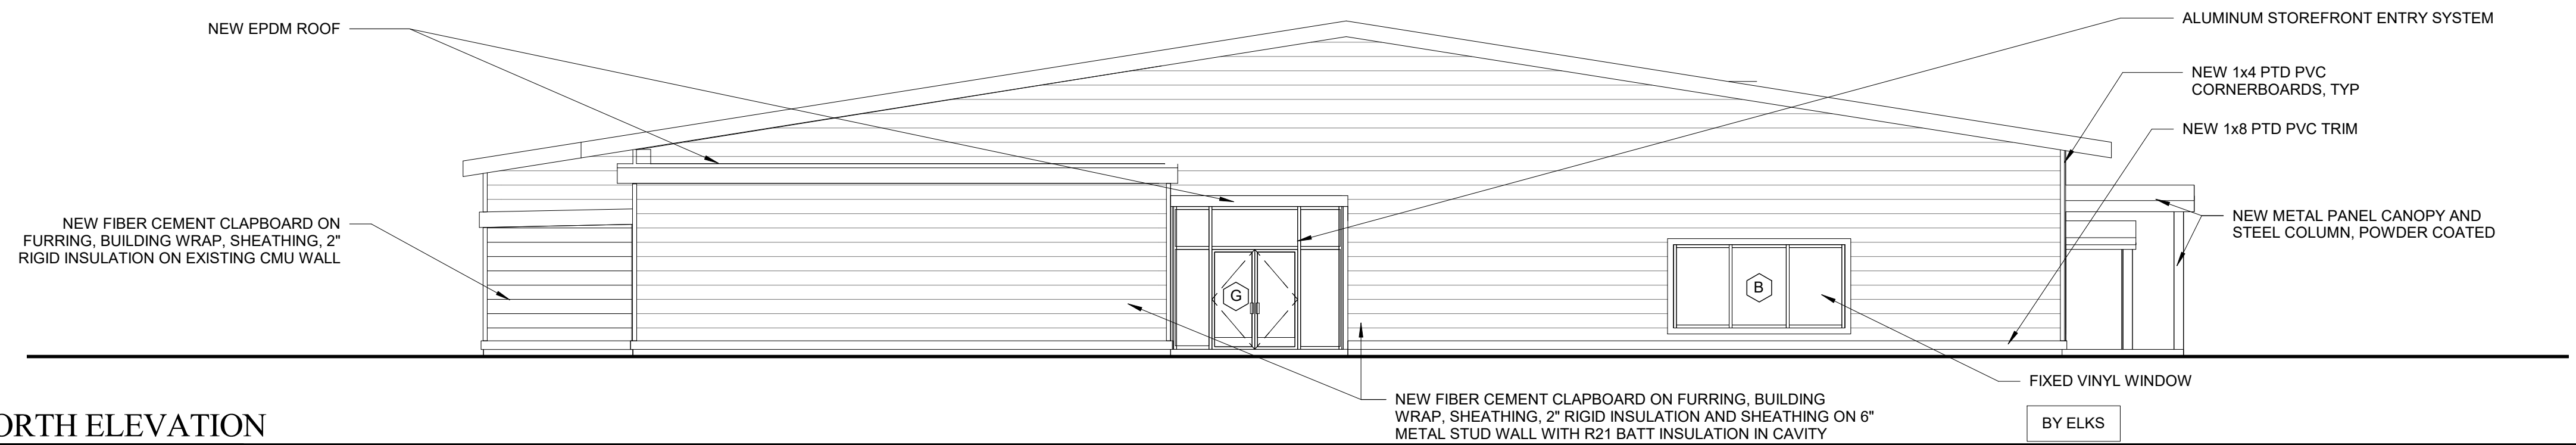 NEW EPDM ROOF
ALUMINUM STOREFRONT ENTRY SYSTEM
NEW 1x4 PTD PVC
CORNERBOARDS, TYP
NEW 1x8 PTD PVC TRIM
NEW FIBER CEMENT CLAPBOARD ON
FURRING, BUILDING WRAP, SHEATHING, 2"
RIGID INSULATION ON EXISTING CMU WALL
NEW METAL PANEL CANOPY AND
STEEL COLUMN, POWDER COATED
G
B
FIXED VINYL WINDOW
NEW FIBER CEMENT CLAPBOARD ON FURRING, BUILDING
WRAP, SHEATHING, 2" RIGID INSULATION AND SHEATHING ON 6"
METAL STUD WALL WITH R21 BATT INSULATION IN CAVITY
BY ELKS
ORTH ELEVATION